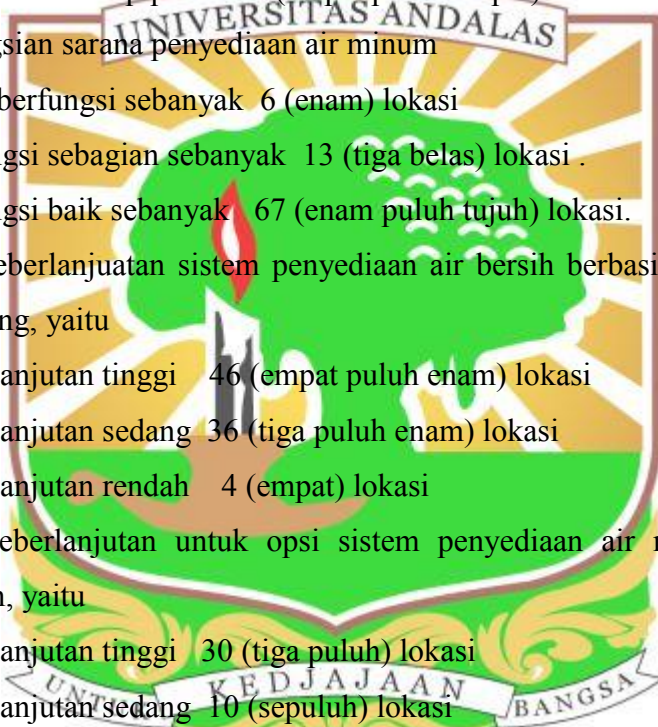 UNIVERSITAS ANDALAS
gsian sarana penyediaan air minum
berfungsi sebanyak 6 (enam) lokasi
ngsi sebagian sebanyak 13 (tiga belas) lokasi .
ngsi baik sebanyak 67 (enam puluh tujuh) lokasi.
eberlanjuatan sistem penyediaan air bersih berbasi
ng, yaitu
anjutan tinggi 46 (empat puluh enam) lokasi
anjutan sedang 36 (tiga puluh enam) lokasi
anjutan rendah 4 (empat) lokasi
eberlanjutan untuk opsi sistem penyediaan air
, yaitu
anjutan tinggi 30 (tiga puluh) lokasi
KEDJAJAAN
BANGSA
anjutan sedang 10 (sepuluh) lokasi